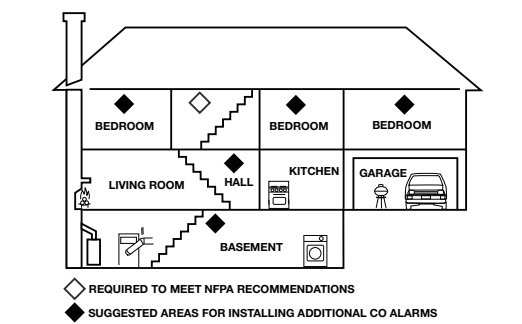 BEDROOM
BEDROOM
BEDROOM
LIVING ROOM
HALL
KITCHEN
GARAGE
BASEMENT
REQUIRED TO MEET NFPA RECOMMENDATIONS
SUGGESTED AREAS FOR INSTALLING ADDITIONAL CO ALARMS